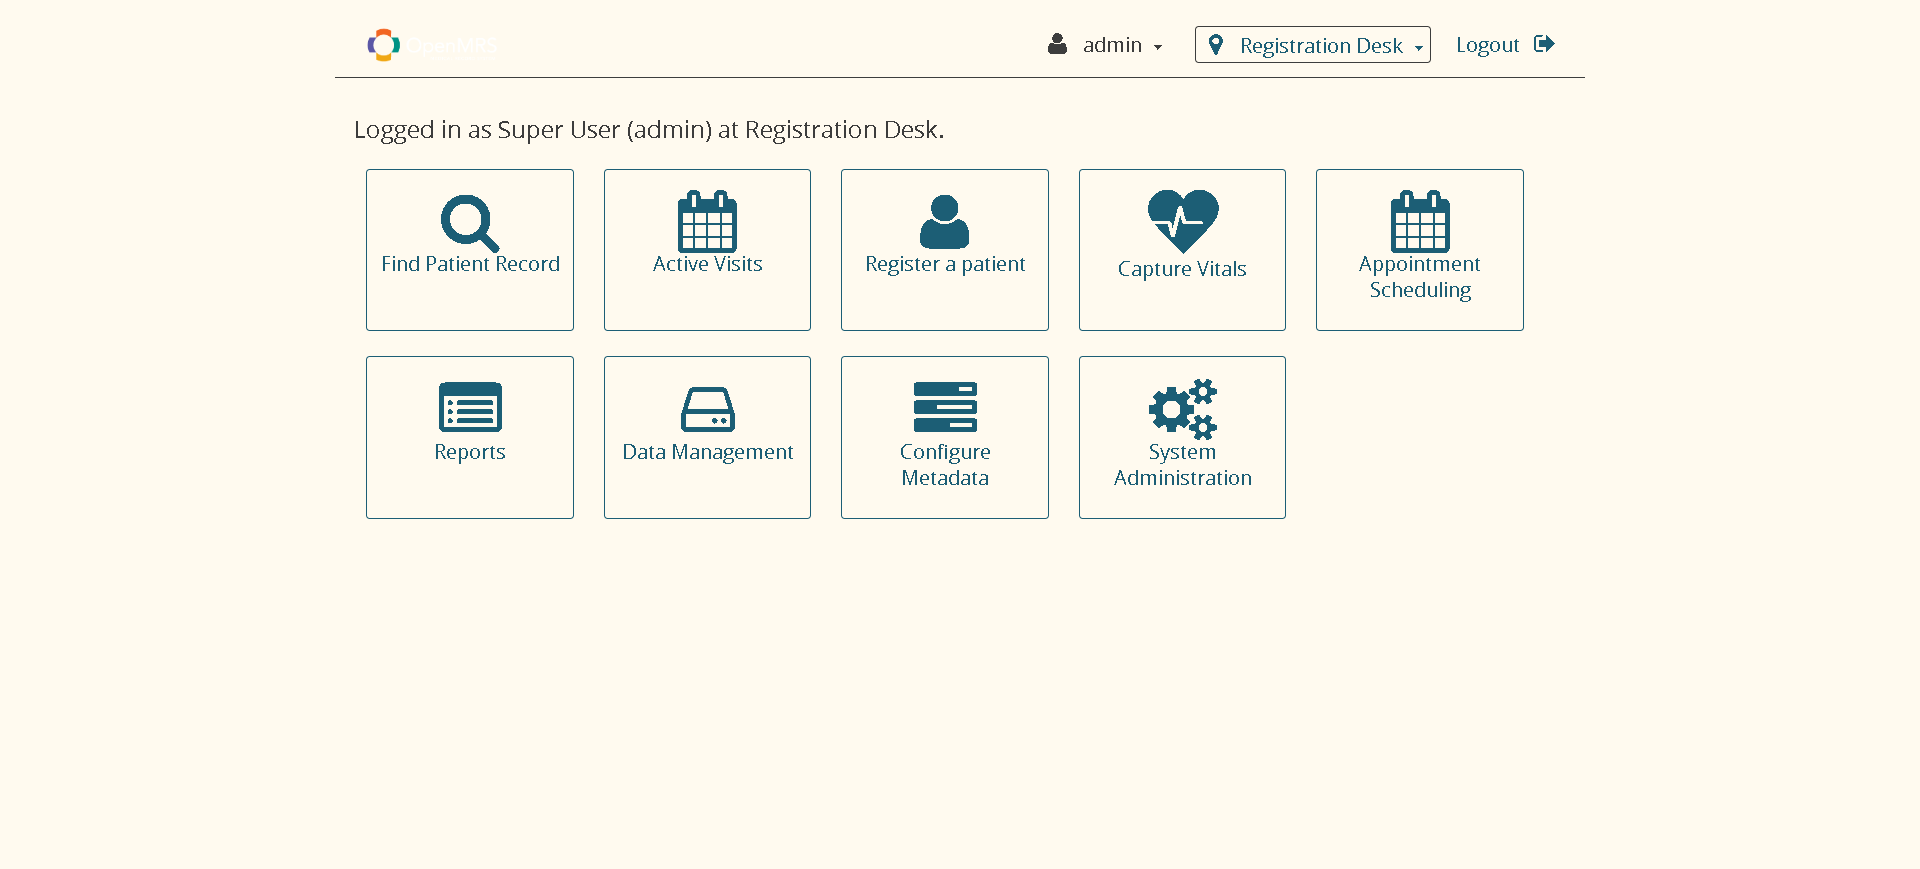 OpenMRS
admin
Registration Desk
Logout
Logged in as Super User (admin) at Registration Desk.
Find Patient Record
Active Visits
Register a patient
Capture Vitals
Appointment
Scheduling
Reports
Data Management
Configure
Metadata
System
Administration